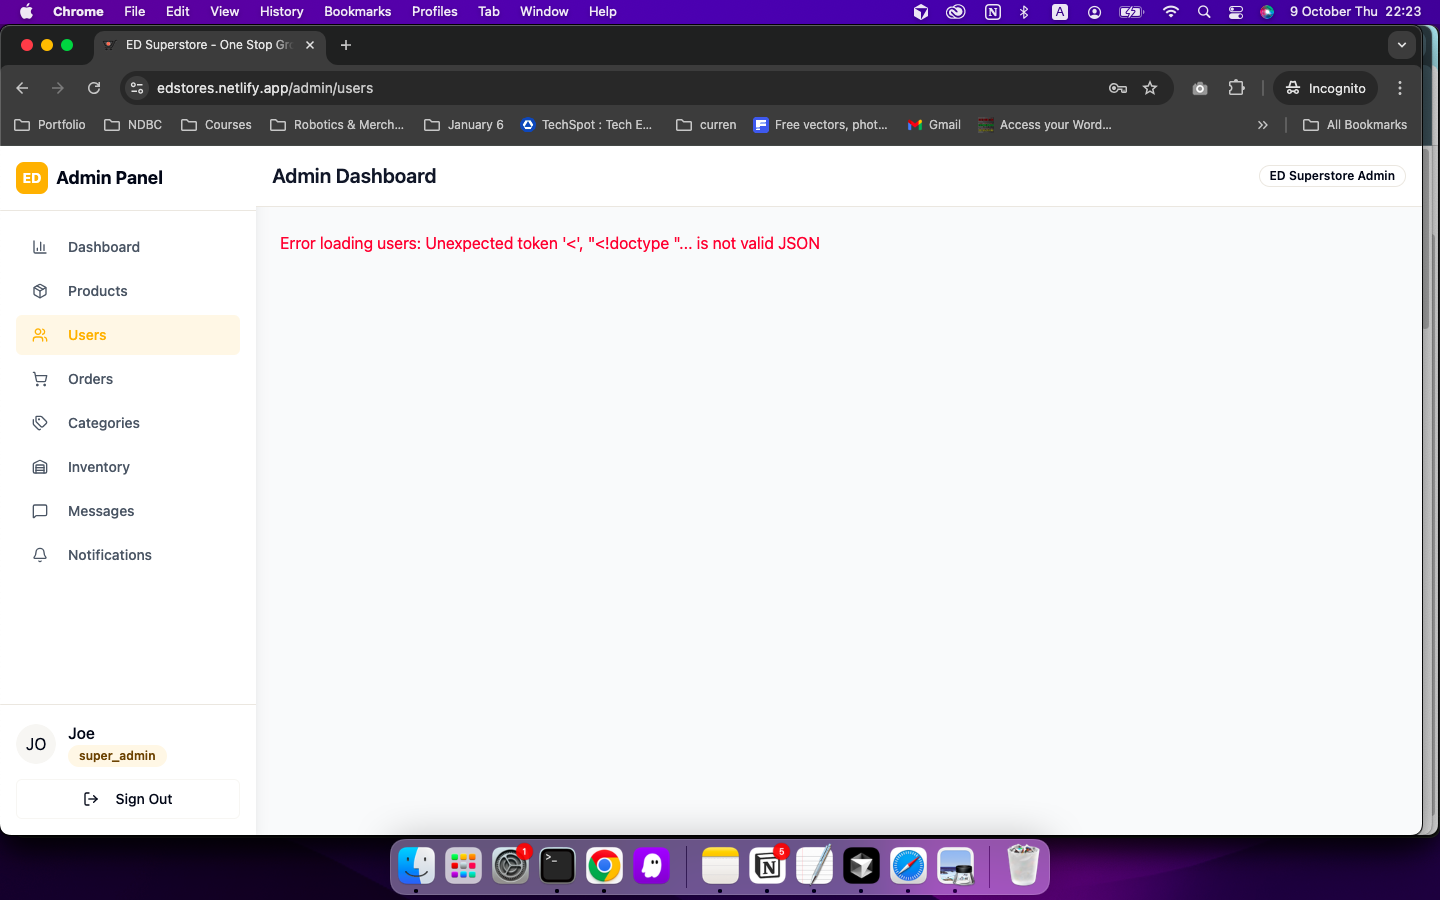 Chrome File Edit View History Bookmarks Profiles Tab Window Help
N A 9 October Thu 22:23
ED Superstore - One Stop Gr
edstores.netlify.app/admin/users
Incognito
Portfolio NDBC Courses Robotics & Merch... January 6 TechSpot : Tech E... curren Free vectors, phot... Gmail Access your Word... » All Bookmarks
ED Admin Panel
Admin Dashboard
ED Superstore Admin
Error loading users: Unexpected token '<', "<!doctype "... is not valid JSON
Dashboard
Products
Users
Orders
Categories
Inventory
Messages
Notifications
JO
Joe
super_admin
Sign Out
1
5
N